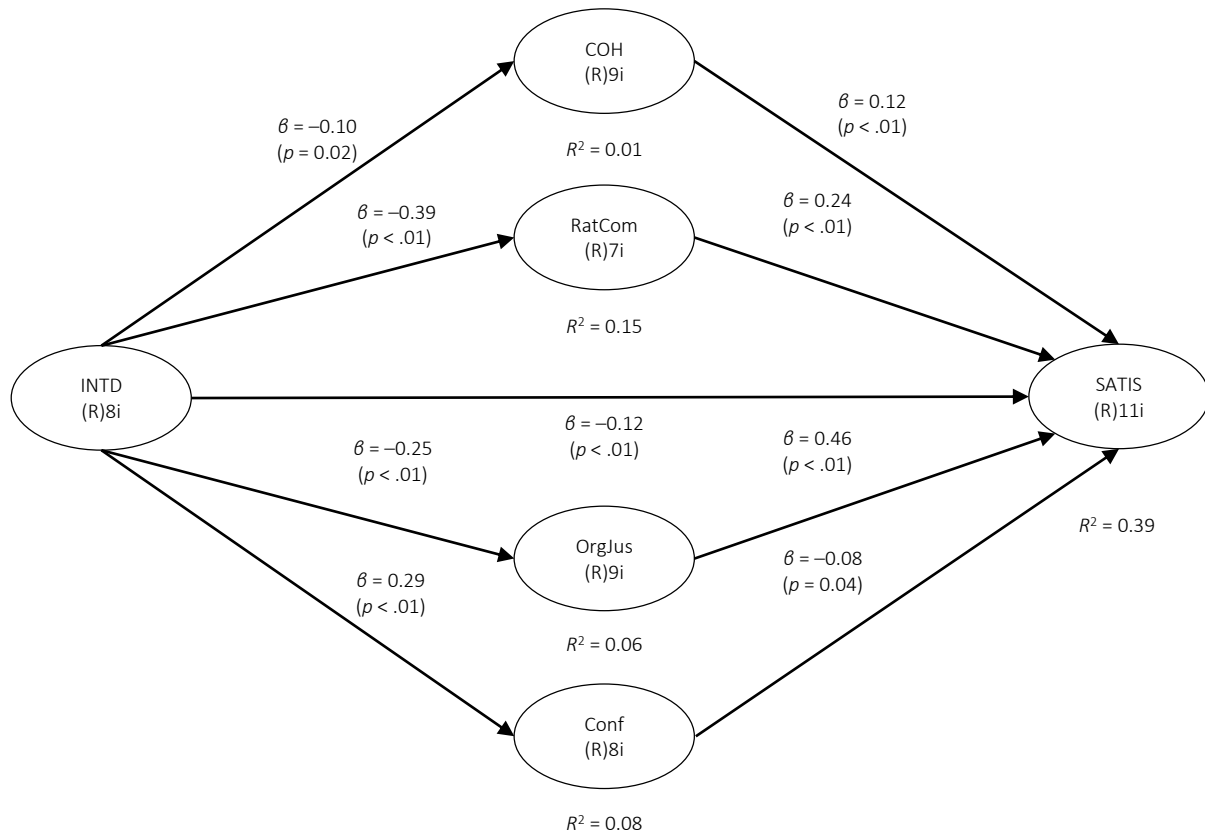 COH
(R)9i
β = –0.10
(p = 0.02)
β = 0.12
(p < .01)
R² = 0.01
β = –0.39
(p < .01)
RatCom
(R)7i
β = 0.24
(p < .01)
R² = 0.15
INTD
(R)8i
SATIS
(R)11i
β = –0.25
(p < .01)
β = –0.12
(p < .01)
β = 0.46
(p < .01)
R² = 0.39
OrgJus
(R)9i
β = 0.29
(p < .01)
β = –0.08
(p = 0.04)
R² = 0.06
Conf
(R)8i
R² = 0.08